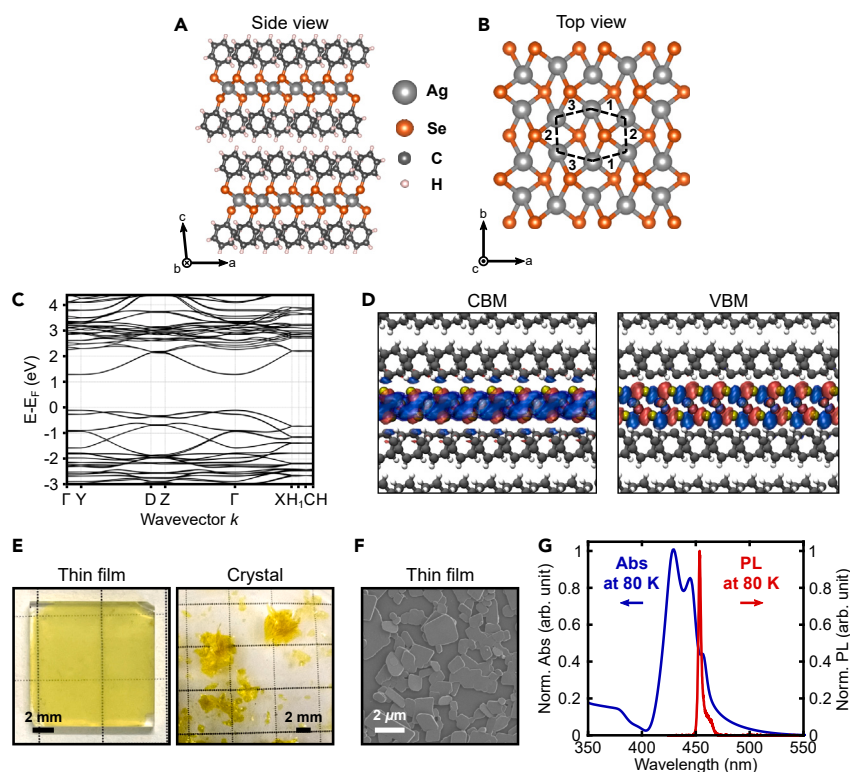 A
Side view
Ag
Se
C
H
c
b
a
B
Top view
3
1
2
2
3
1
b
c
a
C
E-E_F (eV)
4
3
2
1
0
-1
-2
-3
Γ Y D Z Γ XH₁CH
Wavevector k
D
CBM
VBM
E
Thin film
2 mm
Crystal
2 mm
F
Thin film
2 μm
G
Norm. Abs (arb. unit)
1
0.8
0.6
0.4
0.2
0
Abs
at 80 K
PL
at 80 K
1
0.8
0.6
0.4
0.2
0
Norm. PL (arb. unit)
350 400 450 500 550
Wavelength (nm)